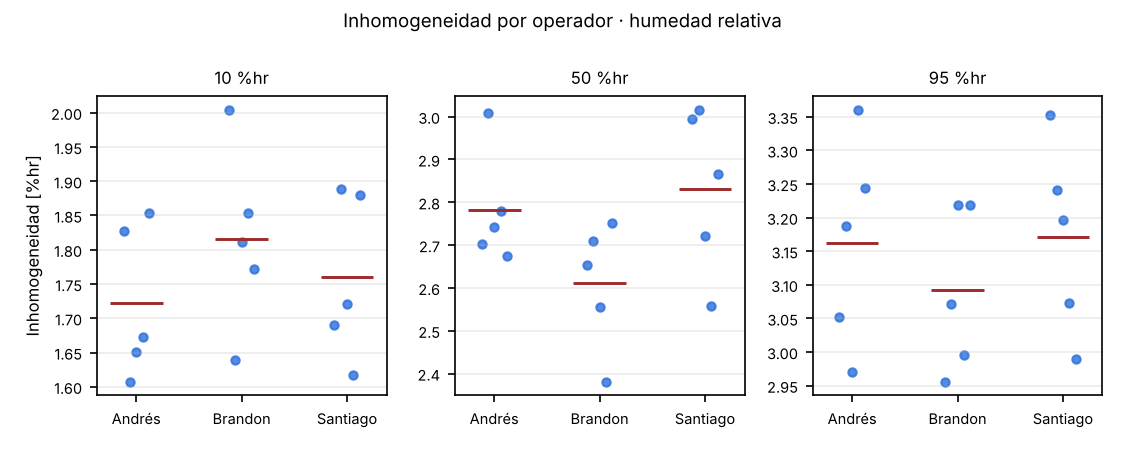 Inhomogeneidad por operador · humedad relativa
10 %hr
50 %hr
95 %hr
Inhomogeneidad [%hr]
2.00
1.95
1.90
1.85
1.80
1.75
1.70
1.65
1.60
Andrés
Brandon
Santiago
3.0
2.9
2.8
2.7
2.6
2.5
2.4
Andrés
Brandon
Santiago
3.35
3.30
3.25
3.20
3.15
3.10
3.05
3.00
2.95
Andrés
Brandon
Santiago